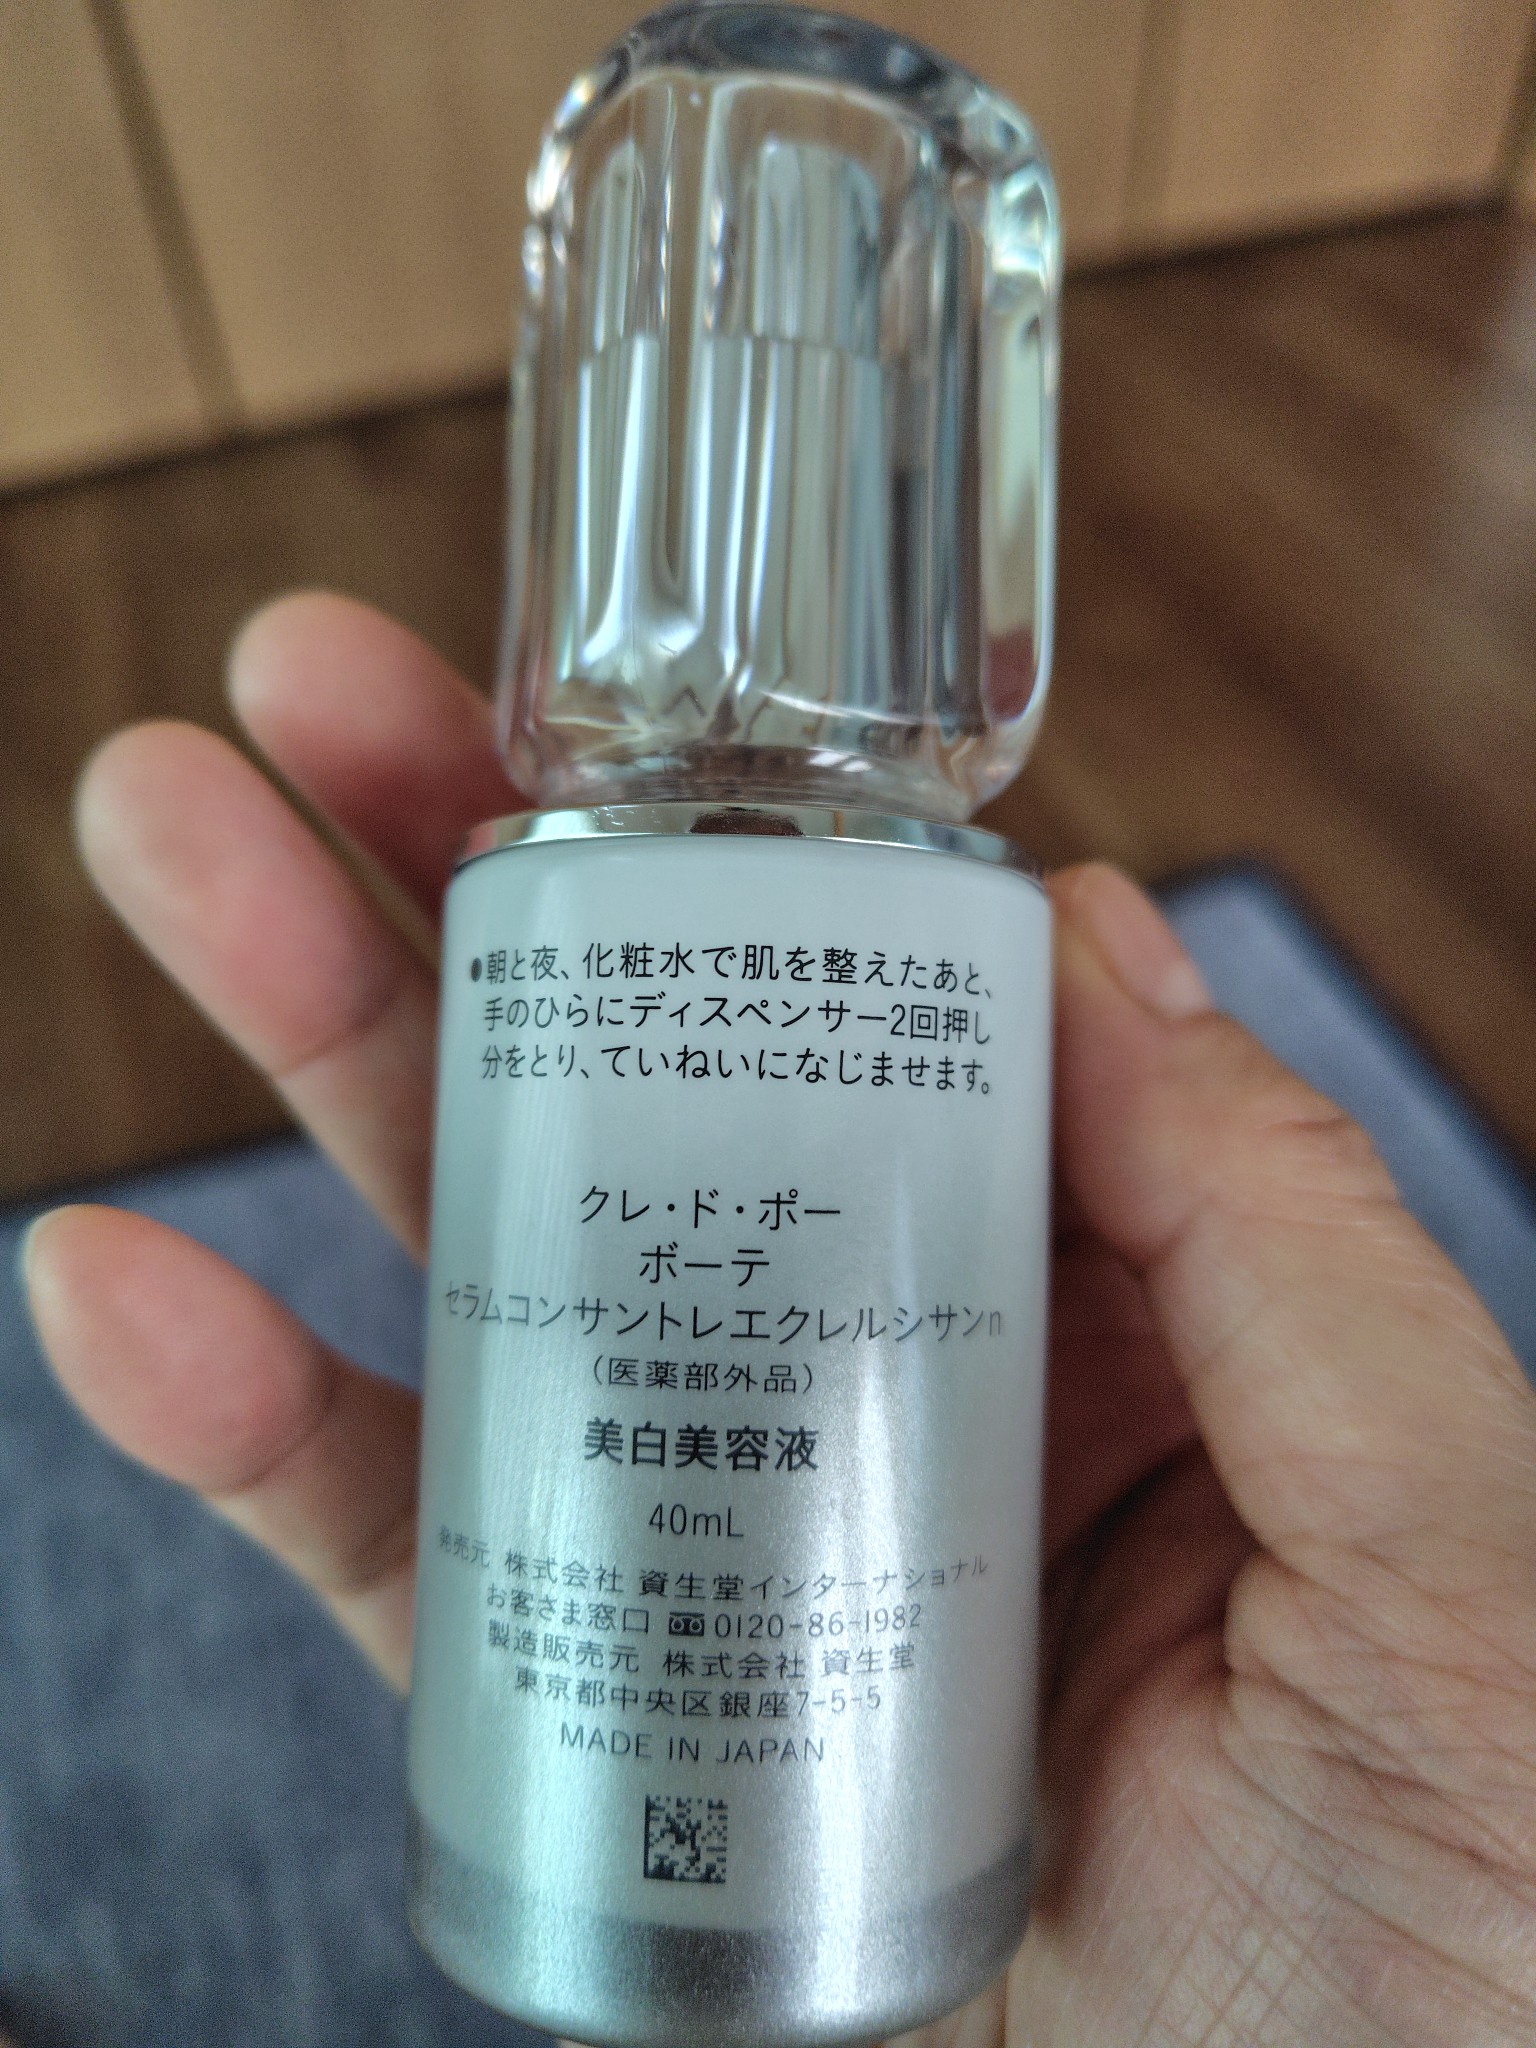 ●朝と夜、化粧水で肌を整えたあと、
手のひらにディスペンサー2回押し
分をとり、ていねいになじませます。
クレ・ド・ポー
ボーテ
セラムコンサントレエクレルシサンn
（医薬部外品）
美白美容液
40mL
発売元 株式会社 資生堂インターナショナル
お客さま窓口 0120-86-1982
製造販売元 株式会社 資生堂
東京都中央区銀座7-5-5
MADE IN JAPAN